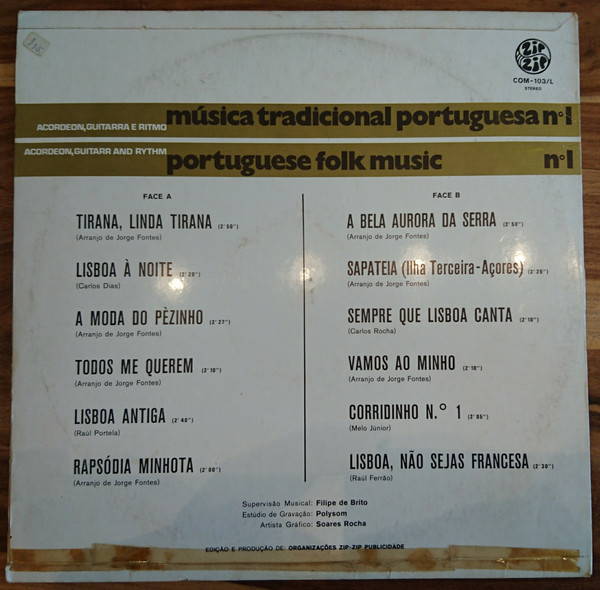 ZIP
ZIP
COM-103/L
STEREO
ACORDEON, GUITARRA E RITMO música tradicional portuguesa nº1
ACORDEON, GUITARR AND RYTHM portuguese folk music nº1
FACE A
TIRANA, LINDA TIRANA (2'50")
(Arranjo de Jorge Fontes)
LISBOA À NOITE (2'20")
(Carlos Dias)
A MODA DO PÈZINHO (2'27")
(Arranjo de Jorge Fontes)
TODOS ME QUEREM (2'10")
(Arranjo de Jorge Fontes)
LISBOA ANTIGA (2'40")
(Raúl Portela)
RAPSÓDIA MINHOTA (2'00")
(Arranjo de Jorge Fontes)
FACE B
A BELA AURORA DA SERRA (2'50")
(Arranjo de Jorge Fontes)
SAPATEIA (Ilha Terceira-Açores)
(Arranjo de Jorge Fontes)
SEMPRE QUE LISBOA CANTA (2'10")
(Carlos Rocha)
VAMOS AO MINHO (2'10")
(Arranjo de Jorge Fontes)
CORRIDINHO N.º 1 (2'05")
(Melo Júnior)
LISBOA, NÃO SEJAS FRANCESA (2'30")
(Raúl Ferrão)
Supervisão Musical: Filipe de Brito
Estúdio de Gravação: Polysom
Artista Gráfico: Soares Rocha
EDIÇÃO E PRODUÇÃO DE: ORGANIZAÇÕES ZIP-ZIP PUBLICIDADE